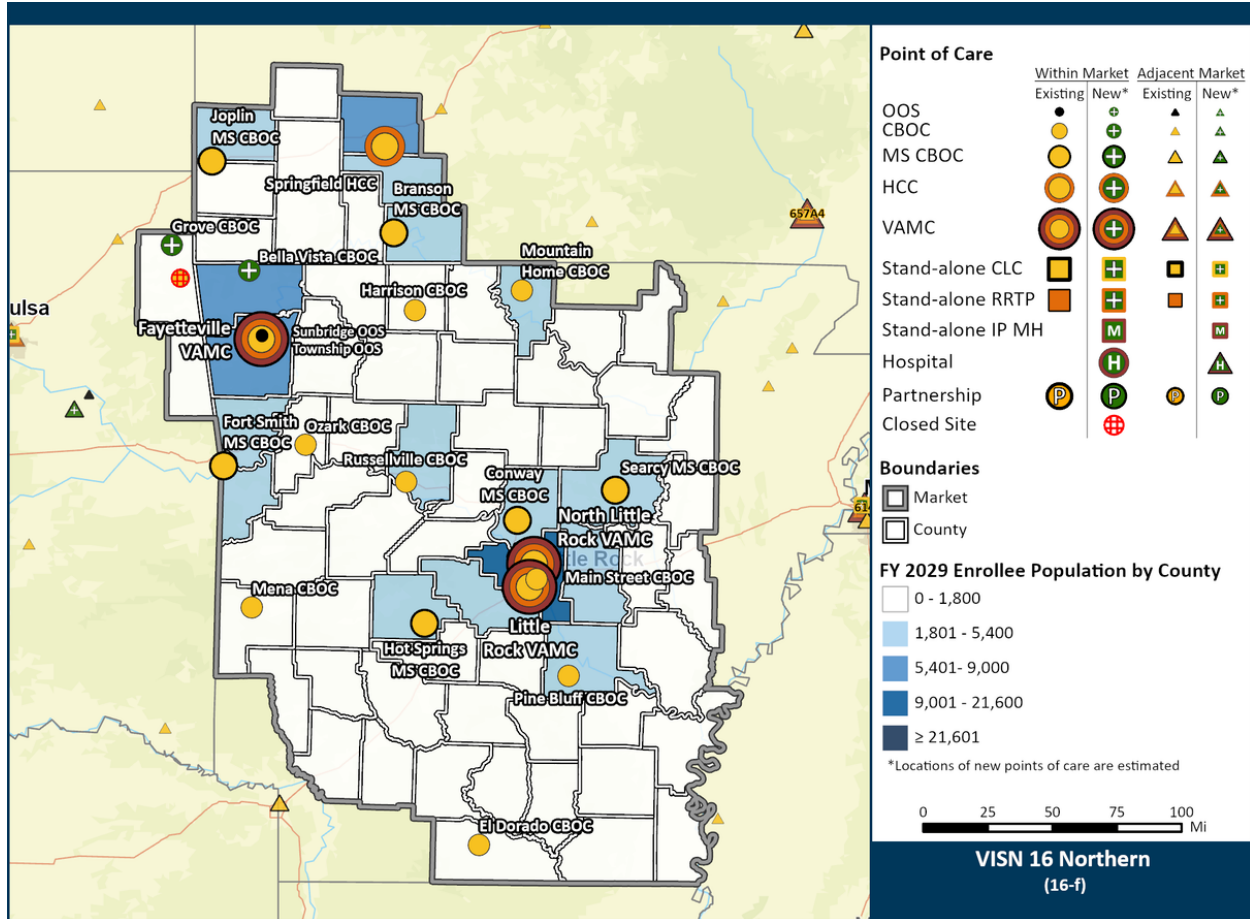 Joplin
MS CBOC
Springfield HCC
Branson
MS CBOC
Grove CBOC
Bella Vista CBOC
Mountain
Home CBOC
Harrison CBOC
657A4
ulsa
Fayetteville
VAMC
Sunbridge OOS
Township OOS
Fort Smith
MS CBOC
Ozark CBOC
Russellville CBOC
Conway
MS CBOC
Searcy MS CBOC
North Little
Rock VAMC
tle Rock
Main Street CBOC
Mena CBOC
Little
Rock VAMC
Hot Springs
MS CBOC
Pine Bluff CBOC
El Dorado CBOC
M
614
Point of Care
Within Market Adjacent Market
Existing New* Existing New*
OOS
CBOC
MS CBOC
HCC
VAMC
Stand-alone CLC
Stand-alone RRTP
Stand-alone IP MH M
Hospital H H
Partnership P P P P
Closed Site
Boundaries
Market
County
FY 2029 Enrollee Population by County
0 - 1,800
1,801 - 5,400
5,401- 9,000
9,001 - 21,600
≥ 21,601
*Locations of new points of care are estimated
0 25 50 75 100
Mi
VISN 16 Northern
(16-f)